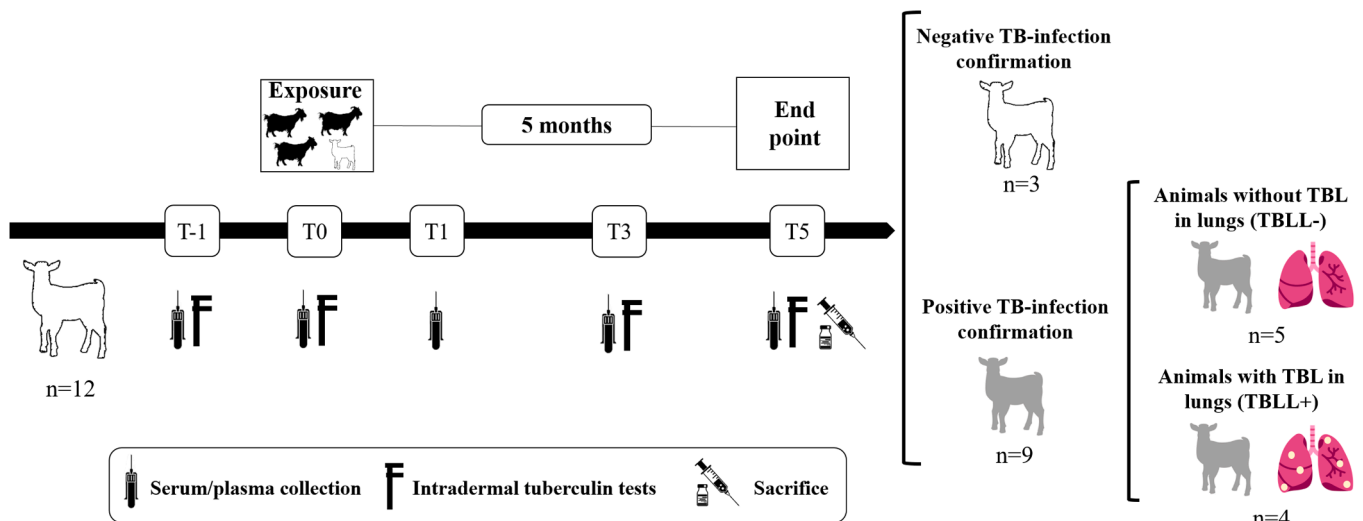 Exposure
5 months
End
point
T-1
T0
T1
T3
T5
n=12
Serum/plasma collection
Intradermal tuberculin tests
Sacrifice
Negative TB-infection
confirmation
n=3
Positive TB-infection
confirmation
n=9
Animals without TBL
in lungs (TBLL-)
n=5
Animals with TBL in
lungs (TBLL+)
n=4